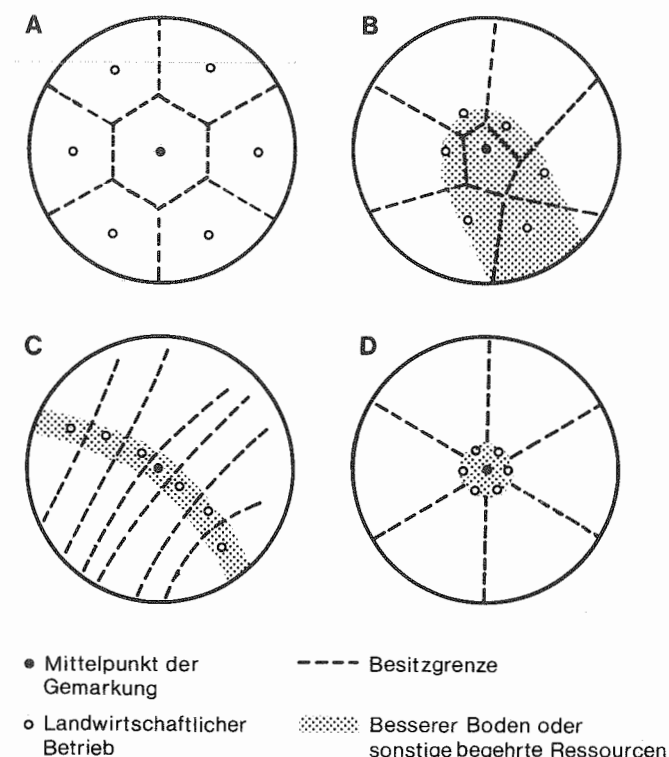 A
B
C
D
Mittelpunkt der
Gemarkung
Besitzgrenze
Landwirtschaftlicher
Betrieb
Besserer Boden oder
sonstige begehrte Ressourcen